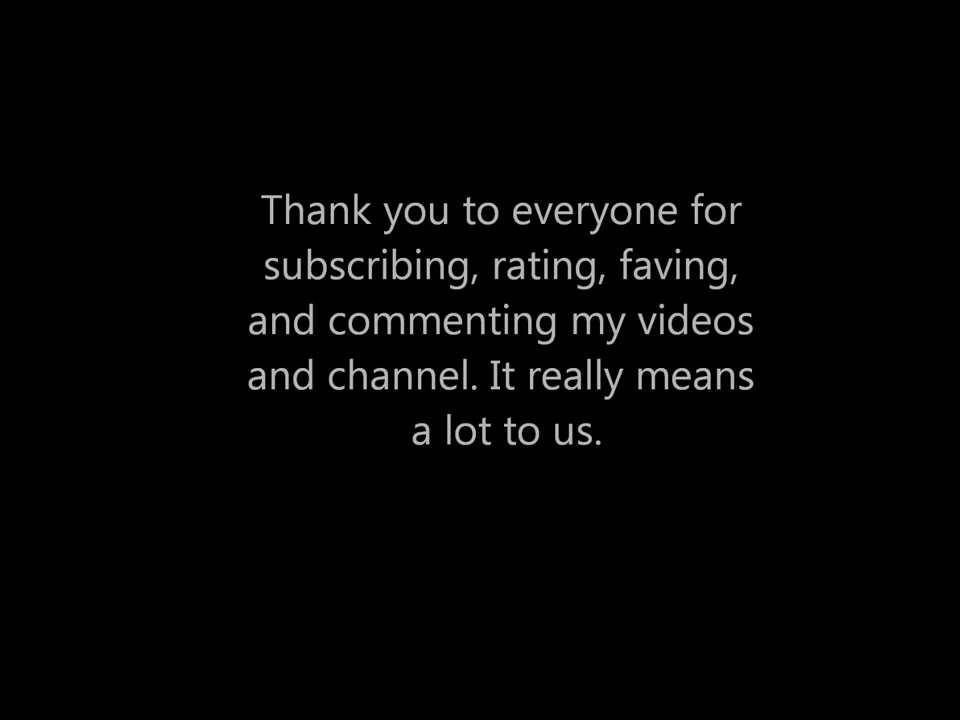 Thank you to everyone for
subscribing, rating, faving,
and commenting my videos
and channel. It really means
a lot to us.